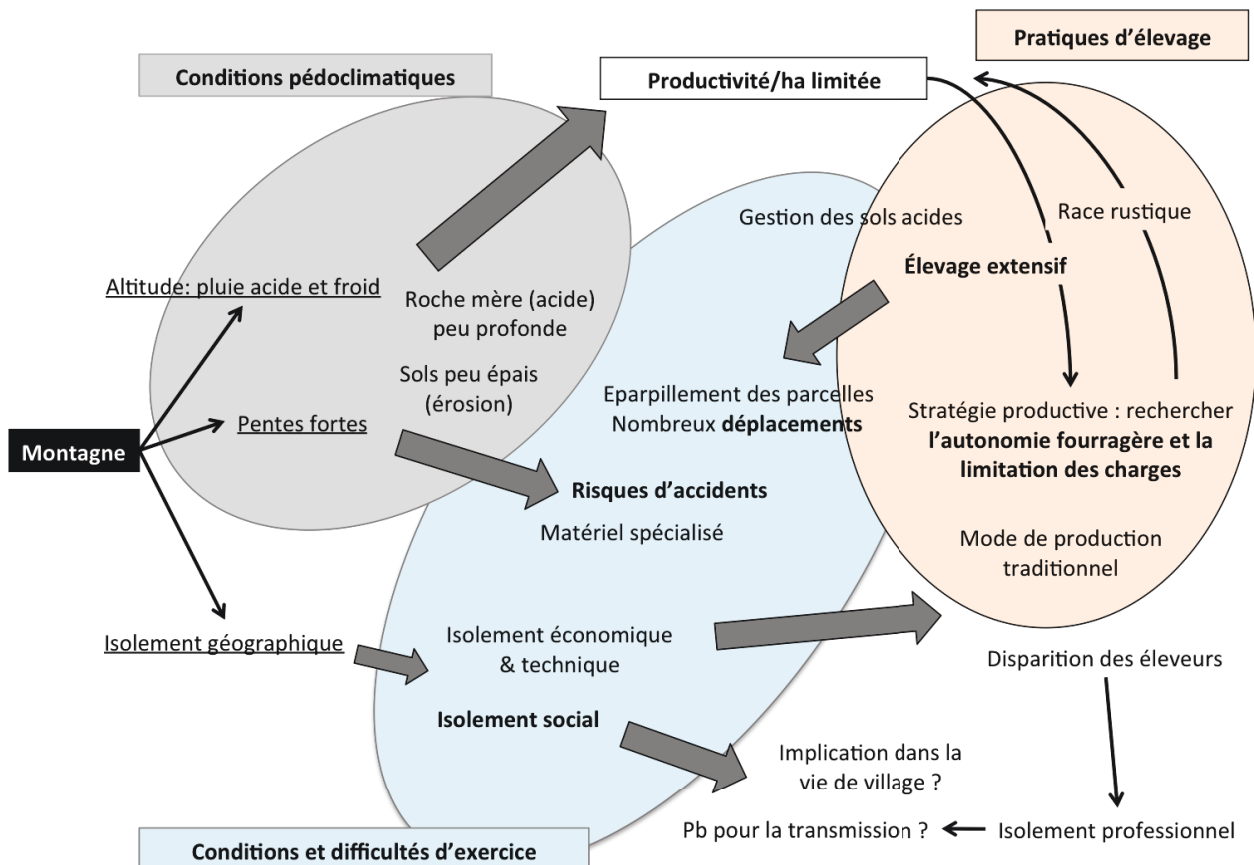 Pratiques d'élevage
Conditions pédoclimatiques
Productivité/ha limitée
Gestion des sols acides
Race rustique
Élevage extensif
Altitude: pluie acide et froid
Roche mère (acide)
peu profonde
Sols peu épais
(érosion)
Eparpillement des parcelles
Nombreux déplacements
Stratégie productive : rechercher
l'autonomie fourragère et la
limitation des charges
Pentes fortes
Montagne
Risques d'accidents
Matériel spécialisé
Mode de production
traditionnel
Isolement géographique
Isolement économique
& technique
Disparition des éleveurs
Isolement social
Implication dans la
vie de village ?
Pb pour la transmission ?
Isolement professionnel
Conditions et difficultés d'exercice